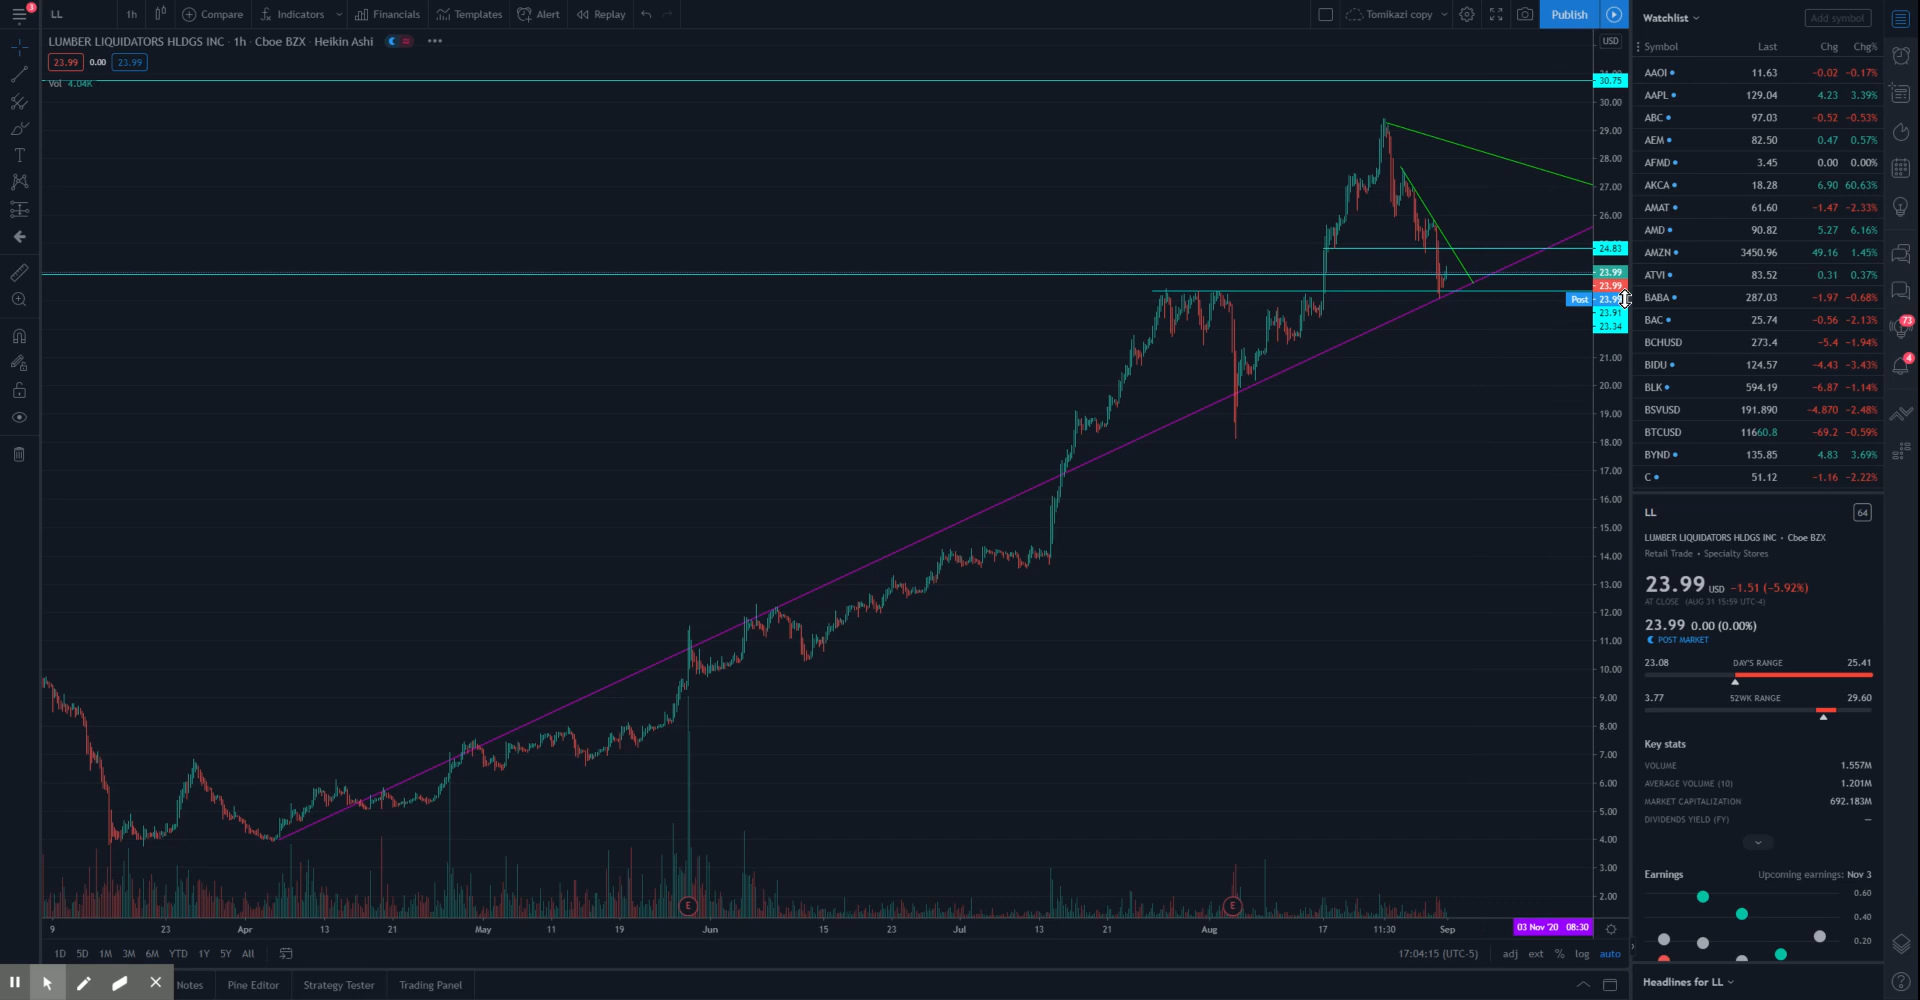 3
LL
1h
Compare
Indicators
Financials
Templates
Alert
Replay
Tomikazi copy
Publish
LUMBER LIQUIDATORS HLDGS INC · 1h · Cboe BZX · Heikin Ashi
USD
23.99 0.00 23.99
Vol 4.04K
30.75
30.00
29.00
28.00
27.00
26.00
24.83
23.99
23.99
Post 23.99
23.91
23.34
21.00
20.00
19.00
18.00
17.00
16.00
15.00
14.00
13.00
12.00
11.00
10.00
9.00
8.00
7.00
6.00
5.00
4.00
3.00
2.00
E E
9 23 Apr 13 21 May 11 19 Jun 15 23 Jul 13 21 Aug 17 11:30 Sep 03 Nov '20 08:30
1D 5D 1M 3M 6M YTD 1Y 5Y All
17:04:15 (UTC-5) adj ext % log auto
Notes Pine Editor Strategy Tester Trading Panel
Watchlist
Add symbol
Symbol Last Chg Chg%
AAOI 11.63 −0.02 −0.17%
AAPL 129.04 4.23 3.39%
ABC 97.03 −0.52 −0.53%
AEM 82.50 0.47 0.57%
AFMD 3.45 0.00 0.00%
AKCA 18.28 6.90 60.63%
AMAT 61.60 −1.47 −2.33%
AMD 90.82 5.27 6.16%
AMZN 3450.96 49.16 1.45%
ATVI 83.52 0.31 0.37%
BABA 287.03 −1.97 −0.68%
BAC 25.74 −0.56 −2.13%
BCHUSD 273.4 −5.4 −1.94%
BIDU 124.57 −4.43 −3.43%
BLK 594.19 −6.87 −1.14%
BSVUSD 191.890 −4.870 −2.48%
BTCUSD 11660.8 −69.2 −0.59%
BYND 135.85 4.83 3.69%
C 51.12 −1.16 −2.22%
73
4
LL
64
LUMBER LIQUIDATORS HLDGS INC • Cboe BZX
Retail Trade • Specialty Stores
23.99 USD −1.51 (−5.92%)
AT CLOSE (AUG 31 15:59 UTC-4)
23.99 0.00 (0.00%)
POST MARKET
23.08 DAY'S RANGE 25.41
3.77 52WK RANGE 29.60
Key stats
VOLUME 1.557M
AVERAGE VOLUME (10) 1.201M
MARKET CAPITALIZATION 692.183M
DIVIDENDS YIELD (FY) —
Earnings Upcoming earnings: Nov 3
0.60
0.40
0.20
Headlines for LL